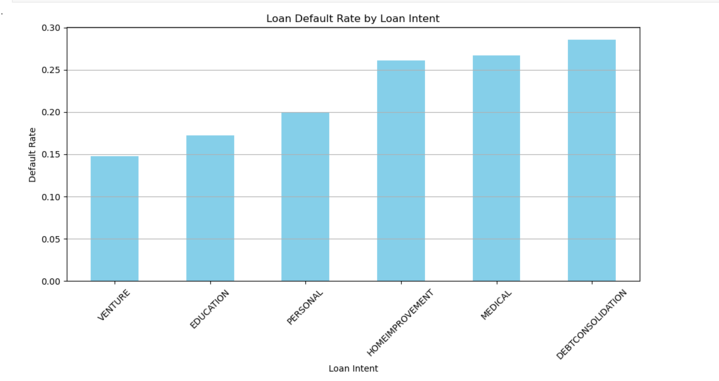 Loan Default Rate by Loan Intent
0.30
0.25
0.20
0.15
0.10
0.05
0.00
Default Rate
VENTURE
EDUCATION
PERSONAL
HOMEIMPROVEMENT
MEDICAL
DEBTCONSOLIDATION
Loan Intent